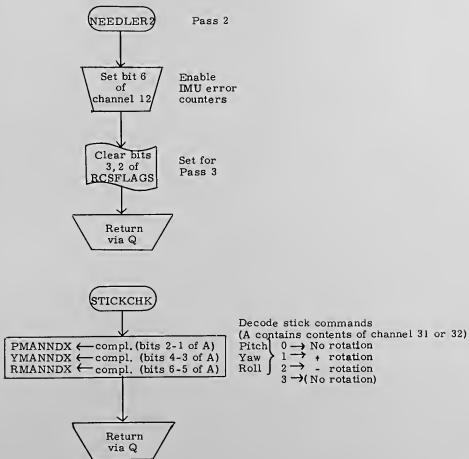 NEEDLER2 Pass 2
Set bit 6 Enable
of IMU error
channel 12 counters
Clear bits Set for
3, 2 of Pass 3
RCSFLAGS
Return
via Q
STICKCHK
Decode stick commands
(A contains contents of channel 31 or 32)
PMANNDX ← compl. (bits 2-1 of A) Pitch 0 → No rotation
YMANNDX ← compl. (bits 4-3 of A) Yaw 1 → + rotation
RMANNDX ← compl. (bits 6-5 of A) Roll 2 → - rotation
3 → (No rotation)
Return
via Q